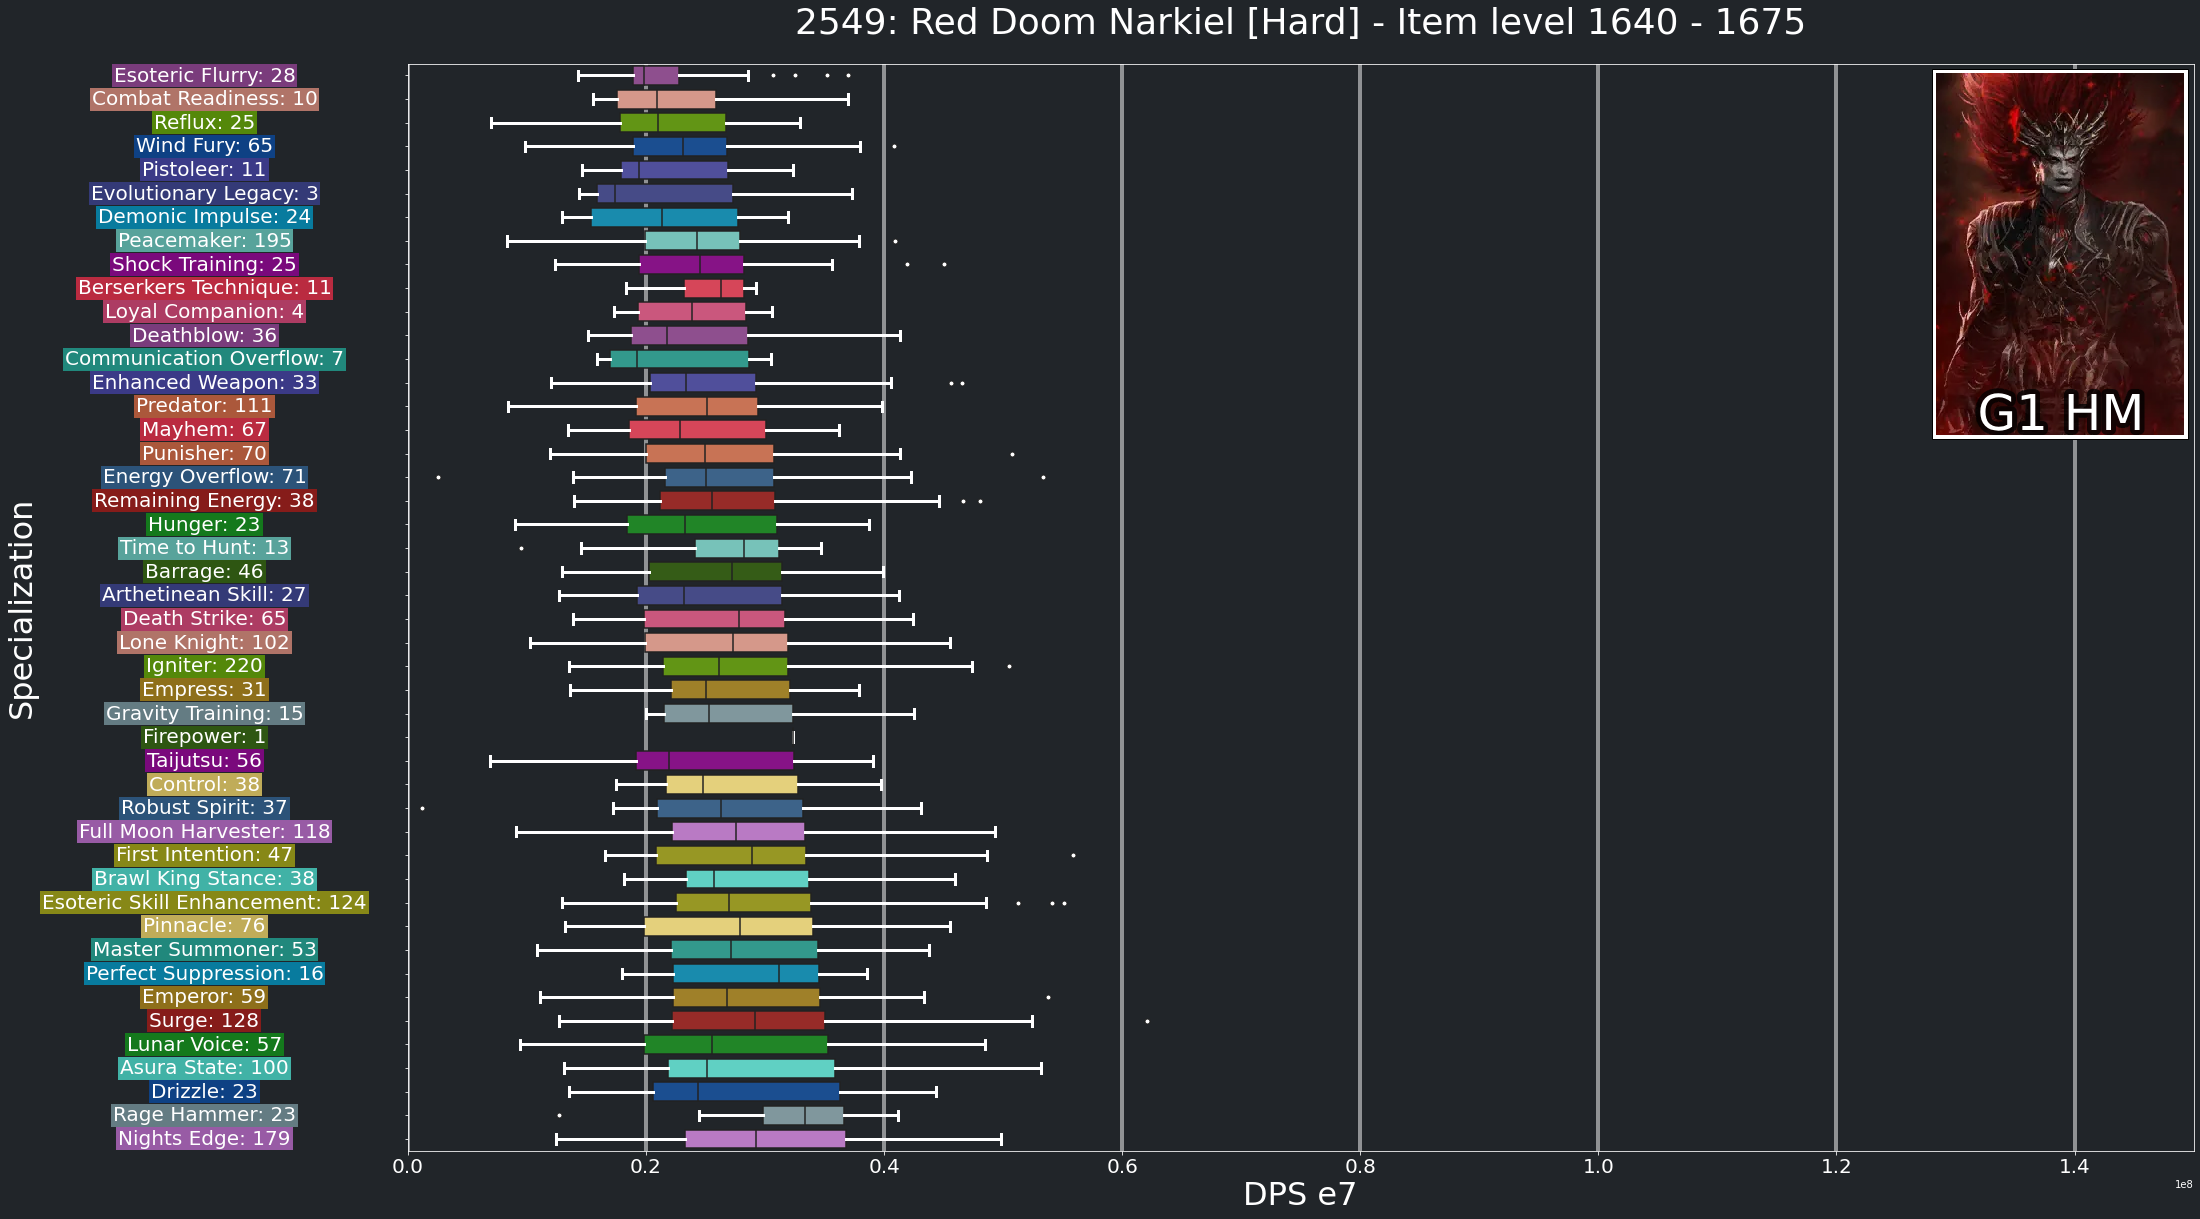 2549: Red Doom Narkiel [Hard] - Item level 1640 - 1675
Esoteric Flurry: 28
Combat Readiness: 10
Reflux: 25
Wind Fury: 65
Pistoleer: 11
Evolutionary Legacy: 3
Demonic Impulse: 24
Peacemaker: 195
Shock Training: 25
Berserkers Technique: 11
Loyal Companion: 4
Deathblow: 36
Communication Overflow: 7
Enhanced Weapon: 33
Predator: 111
Mayhem: 67
Punisher: 70
Energy Overflow: 71
Remaining Energy: 38
Hunger: 23
Time to Hunt: 13
Barrage: 46
Arthetinean Skill: 27
Death Strike: 65
Lone Knight: 102
Igniter: 220
Empress: 31
Gravity Training: 15
Firepower: 1
Taijutsu: 56
Control: 38
Robust Spirit: 37
Full Moon Harvester: 118
First Intention: 47
Brawl King Stance: 38
Esoteric Skill Enhancement: 124
Pinnacle: 76
Master Summoner: 53
Perfect Suppression: 16
Emperor: 59
Surge: 128
Lunar Voice: 57
Asura State: 100
Drizzle: 23
Rage Hammer: 23
Nights Edge: 179
Specialization
G1 HM
0.0 0.2 0.4 0.6 0.8 1.0 1.2 1.4
DPS e7
1e8